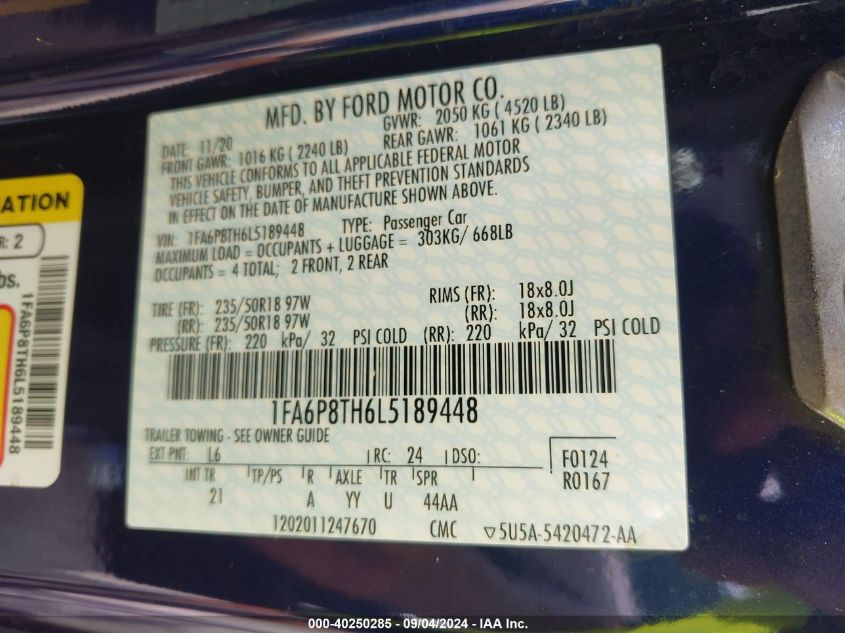 ATION
R: 2
bs.
1FA6P8TH6L5189448
MFD. BY FORD MOTOR CO.
DATE: 11/20 GVWR: 2050 KG ( 4520 LB)
FRONT GAWR: 1016 KG ( 2240 LB) REAR GAWR: 1061 KG ( 2340 LB)
THIS VEHICLE CONFORMS TO ALL APPLICABLE FEDERAL MOTOR
VEHICLE SAFETY, BUMPER, AND THEFT PREVENTION STANDARDS
IN EFFECT ON THE DATE OF MANUFACTURE SHOWN ABOVE.
VIN: 1FA6P8TH6L5189448 TYPE: Passenger Car
MAXIMUM LOAD = OCCUPANTS + LUGGAGE = 303KG/ 668LB
OCCUPANTS = 4 TOTAL; 2 FRONT, 2 REAR
TIRE (FR): 235/50R18 97W RIMS (FR): 18x8.0J
(RR): 235/50R18 97W (RR): 18x8.0J
PRESSURE (FR): 220 kPa/ 32 PSI COLD (RR): 220 kPa/ 32 PSI COLD
1FA6P8TH6L5189448
TRAILER TOWING - SEE OWNER GUIDE
EXT PNT: L6 RC: 24 DSO: F0124
INT TR TP/PS R AXLE TR SPR R0167
21 A YY U 44AA
1202011247670 CMC ▽5U5A-5420472-AA
000-40250285 - 09/04/2024 - IAA Inc.